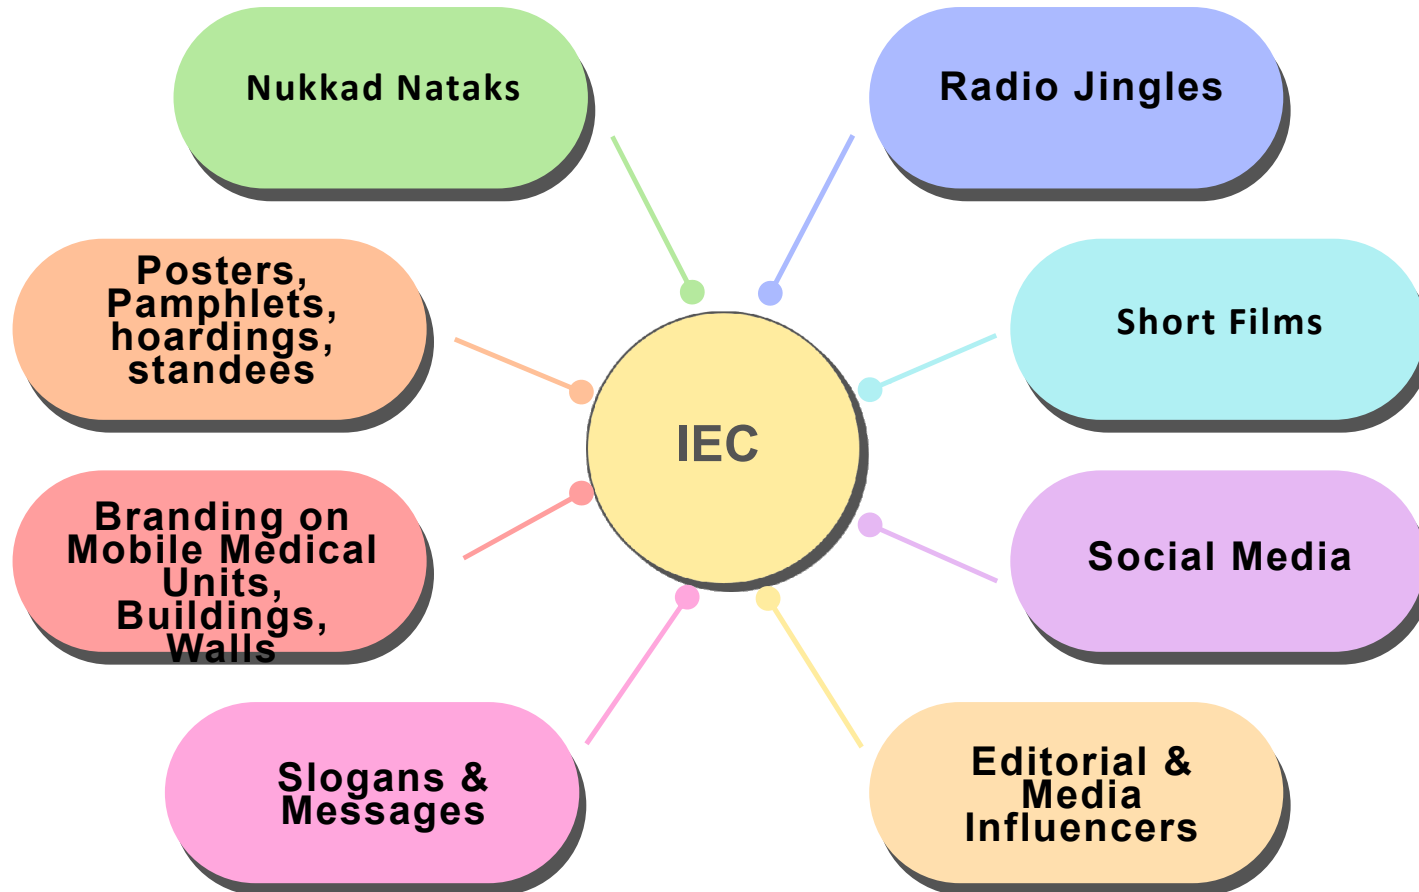 Nukkad Nataks
Radio Jingles
Posters,
Pamphlets,
hoardings,
standees
Short Films
IEC
Branding on
Mobile Medical
Units,
Buildings,
Walls
Social Media
Slogans &
Messages
Editorial &
Media
Influencers